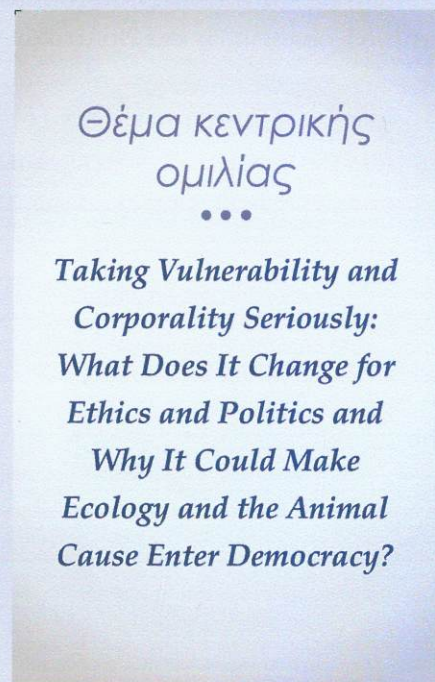 Θέμα κεντρικής
ομιλίας
•••
Taking Vulnerability and
Corporality Seriously:
What Does It Change for
Ethics and Politics and
Why It Could Make
Ecology and the Animal
Cause Enter Democracy?